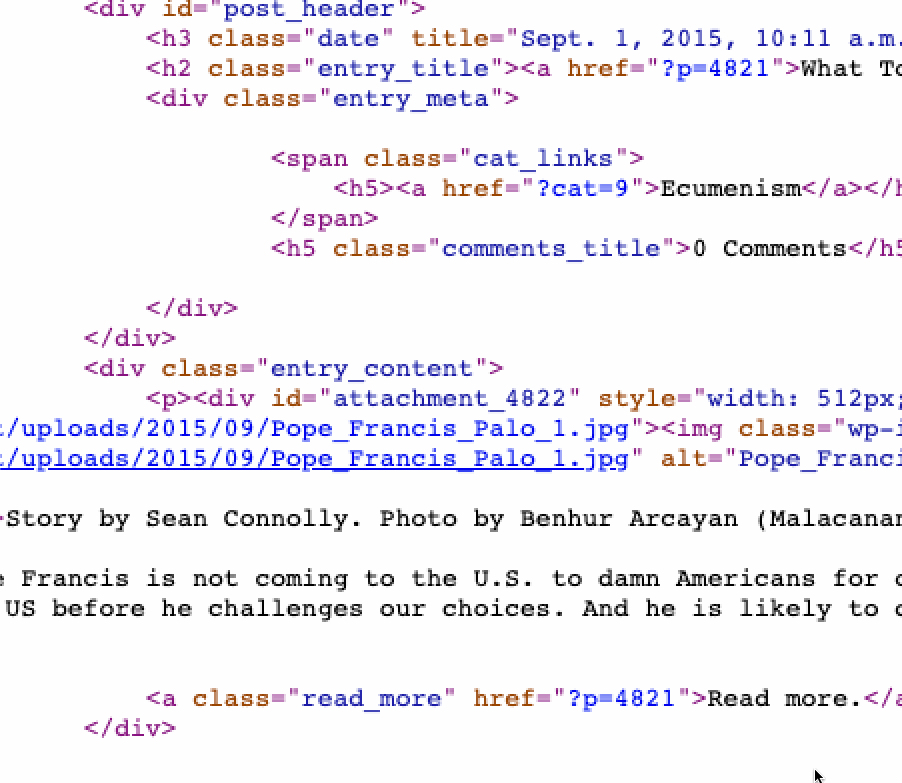 <div id="post_header">
<h3 class="date" title="Sept. 1, 2015, 10:11 a.m.
<h2 class="entry_title"><a href="?p=4821">What To
<div class="entry_meta">
<span class="cat_links">
<h5><a href="?cat=9">Ecumenism</a></h
</span>
<h5 class="comments_title">0 Comments</h5
</div>
</div>
<div class="entry_content">
<p><div id="attachment_4822" style="width: 512px;
t/uploads/2015/09/Pope_Francis_Palo_1.jpg"><img class="wp-i
t/uploads/2015/09/Pope_Francis_Palo_1.jpg" alt="Pope_Franci
>Story by Sean Connolly. Photo by Benhur Arcayan (Malacanan
e Francis is not coming to the U.S. to damn Americans for o
US before he challenges our choices. And he is likely to c
<a class="read_more" href="?p=4821">Read more.</a
</div>